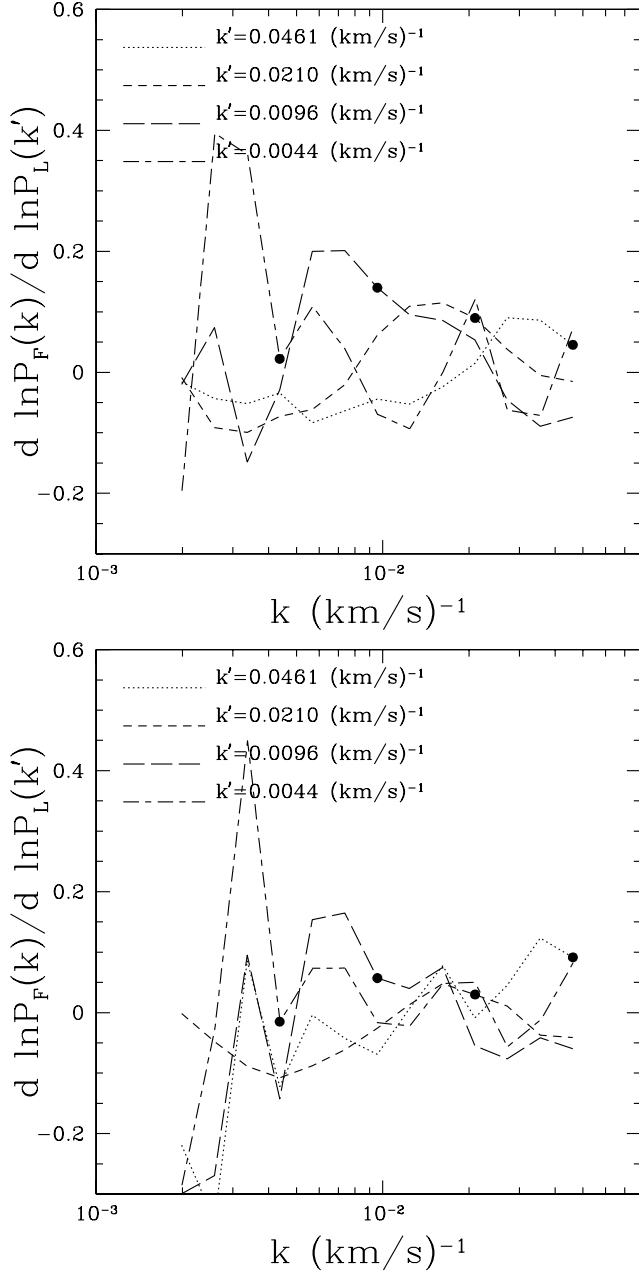 0.6
k'=0.0461 (km/s)⁻¹
k'=0.0210 (km/s)⁻¹
k'=0.0096 (km/s)⁻¹
k'=0.0044 (km/s)⁻¹
0.4
0.2
0
−0.2
d lnP_F(k)/d lnP_L(k')
10⁻³
10⁻²
k (km/s)⁻¹
0.6
k'=0.0461 (km/s)⁻¹
k'=0.0210 (km/s)⁻¹
k'=0.0096 (km/s)⁻¹
k'=0.0044 (km/s)⁻¹
0.4
0.2
0
−0.2
d lnP_F(k)/d lnP_L(k')
10⁻³
10⁻²
k (km/s)⁻¹